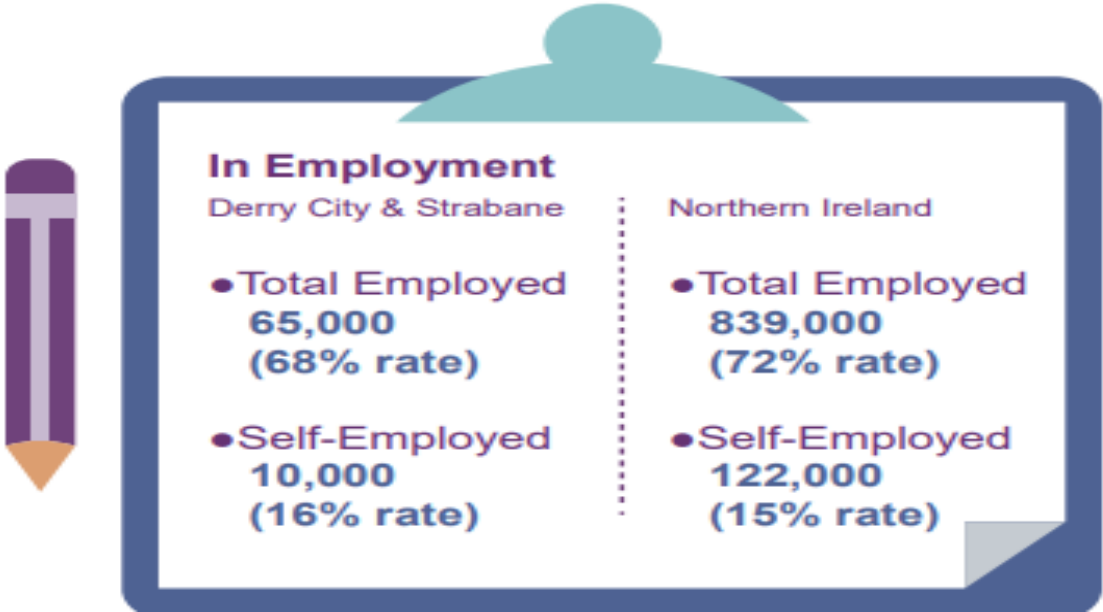 In Employment
Derry City & Strabane
●Total Employed
65,000
(68% rate)
●Self-Employed
10,000
(16% rate)
Northern Ireland
●Total Employed
839,000
(72% rate)
●Self-Employed
122,000
(15% rate)